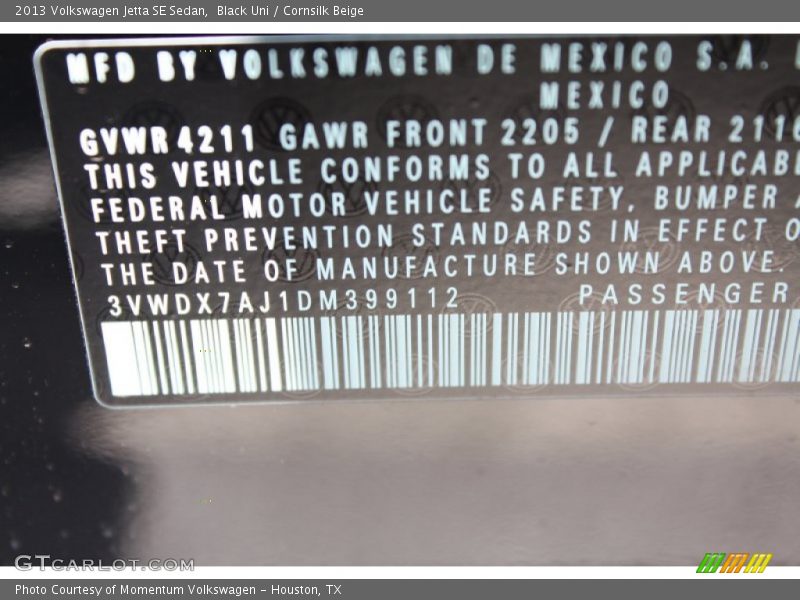 2013 Volkswagen Jetta SE Sedan,  Black Uni / Cornsilk Beige
MFD BY VOLKSWAGEN DE MEXICO S.A.
MEXICO
GVWR 4211 GAWR FRONT 2205 / REAR 2116
THIS VEHICLE CONFORMS TO ALL
FEDERAL MOTOR VEHICLE SAFETY, BUMPER
THEFT PREVENTION STANDARDS IN EFFECT
THE DATE OF MANUFACTURE SHOWN ABOVE.
3VWDX7AJ1DM399112 PASSENGER
GTCARLOT.COM
Photo Courtesy of Momentum Volkswagen - Houston, TX